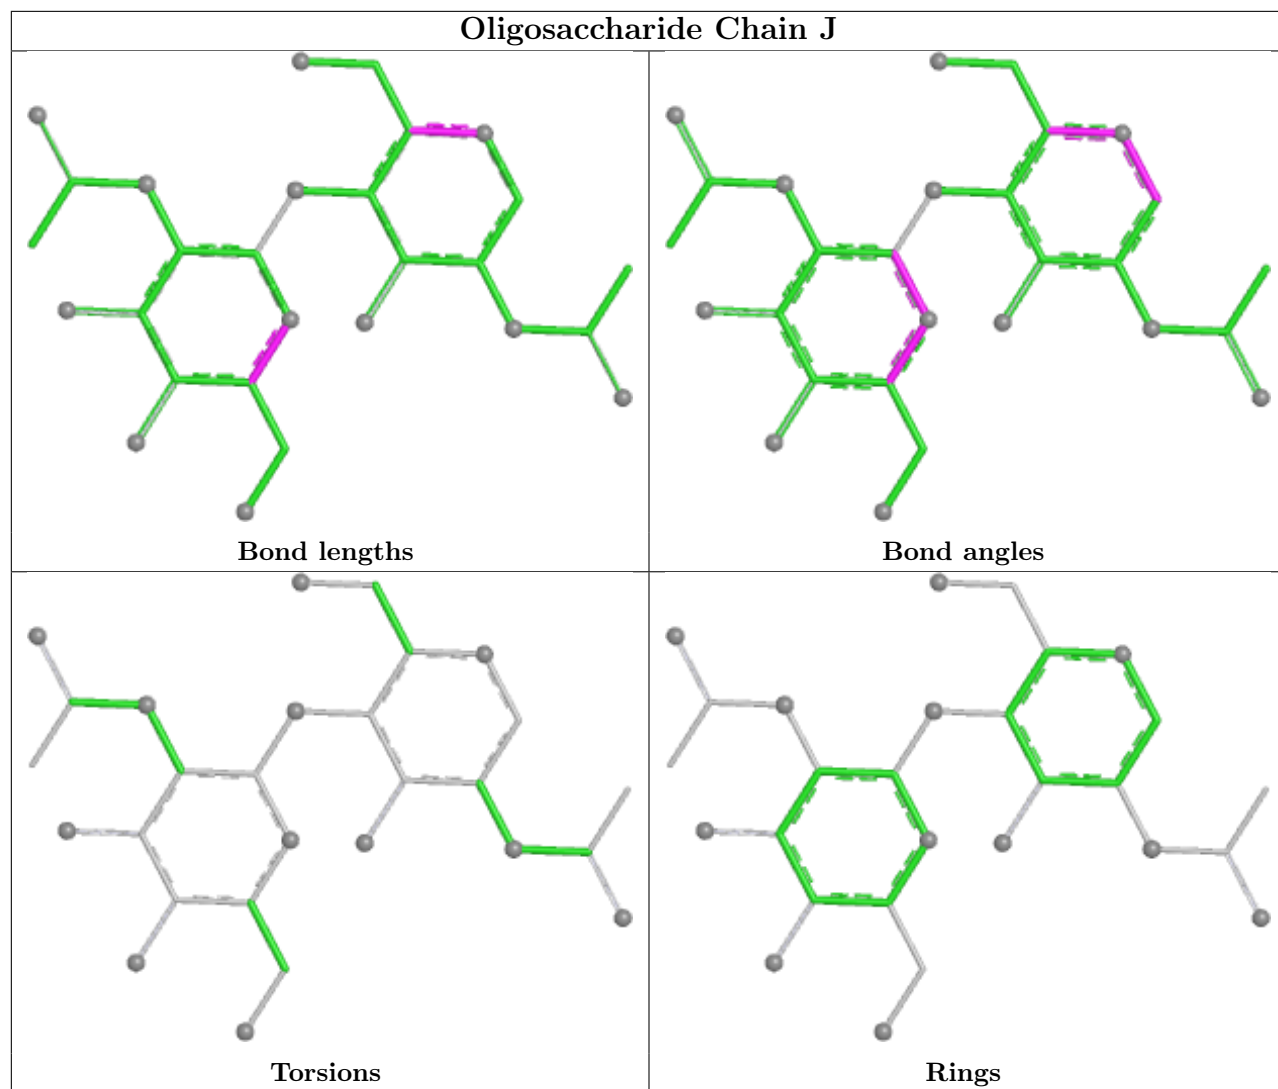 Oligosaccharide Chain J
Bond lengths
Bond angles
Torsions
Rings